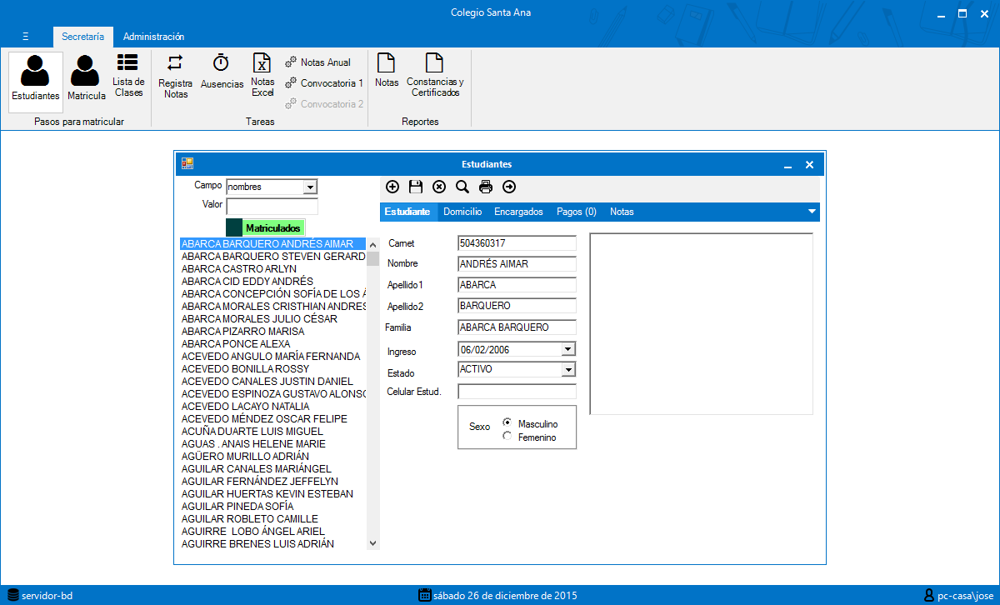 Colegio Santa Ana
Secretaría Administración
Estudiantes
Matricula
Lista de
Clases
Pasos para matricular
Registra
Notas
Ausencias
Notas
Excel
Notas Anual
Convocatoria 1
Convocatoria 2
Tareas
Notas
Constancias y
Certificados
Reportes
Estudiantes
Campo nombres
Valor
Matriculados
ABARCA BARQUERO ANDRÉS AIMAR
ABARCA BARQUERO STEVEN GERARD
ABARCA CASTRO ARLYN
ABARCA CID EDDY ANDRÉS
ABARCA CONCEPCIÓN SOFÍA DE LOS Á
ABARCA MORALES CRISTHIAN ANDRES
ABARCA MORALES JULIO CÉSAR
ABARCA PIZARRO MARISA
ABARCA PONCE ALEXA
ACEVEDO ANGULO MARÍA FERNANDA
ACEVEDO BONILLA ROSSY
ACEVEDO CANALES JUSTIN DANIEL
ACEVEDO ESPINOZA GUSTAVO ALONSO
ACEVEDO LACAYO NATALIA
ACEVEDO MÉNDEZ OSCAR FELIPE
ACUÑA DUARTE LUIS MIGUEL
AGUAS . ANAIS HELENE MARIE
AGÜERO MURILLO ADRIÁN
AGUILAR CANALES MARIÁNGEL
AGUILAR FERNÁNDEZ JEFFELYN
AGUILAR HUERTAS KEVIN ESTEBAN
AGUILAR PINEDA SOFÍA
AGUILAR ROBLETO CAMILLE
AGUIRRE  LOBO ÁNGEL ARIEL
AGUIRRE BRENES LUIS ADRIÁN
Estudiante Domicilio Encargados Pagos (0) Notas
Carnet 504360317
Nombre ANDRÉS AIMAR
Apellido1 ABARCA
Apellido2 BARQUERO
Familia ABARCA BARQUERO
Ingreso 06/02/2006
Estado ACTIVO
Celular Estud.
Sexo
Masculino
Femenino
servidor-bd
sábado 26 de diciembre de 2015
pc-casa\jose